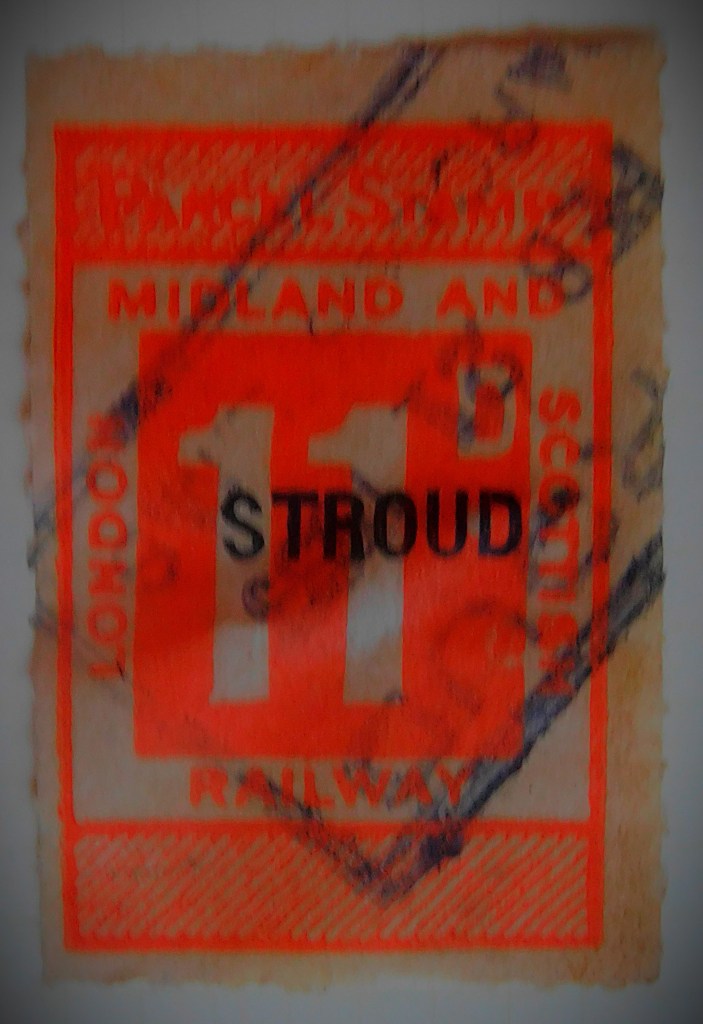 PARCEL STAMP
MIDLAND AND
LONDON
SCOTTISH
11D
STROUD
RAILWAY